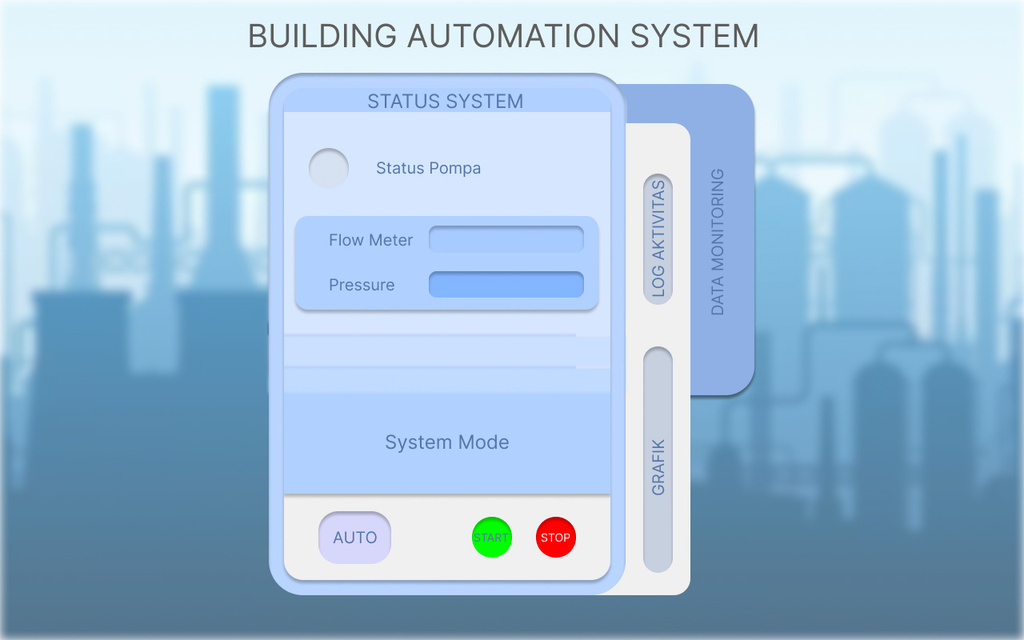 BUILDING AUTOMATION SYSTEM
STATUS SYSTEM
Status Pompa
Flow Meter
Pressure
System Mode
AUTO
START
STOP
LOG AKTIVITAS
GRAFIK
DATA MONITORING